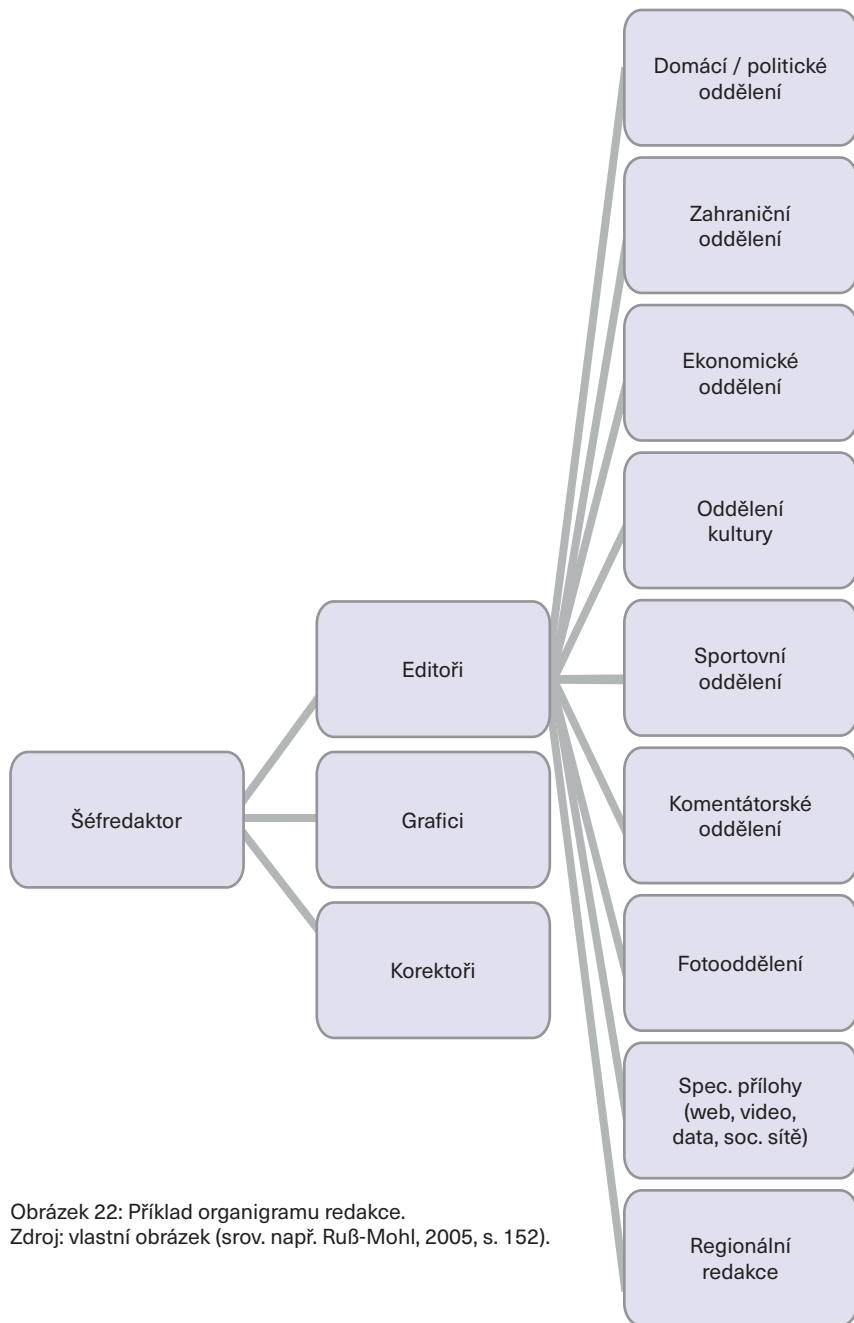 Šéfredaktor
Editoři
Grafici
Korektoři
Domácí / politické
oddělení
Zahraniční
oddělení
Ekonomické
oddělení
Oddělení
kultury
Sportovní
oddělení
Komentátorské
oddělení
Fotooddělení
Spec. přílohy
(web, video,
data, soc. sítě)
Regionální
redakce
Obrázek 22: Příklad organigramu redakce.
Zdroj: vlastní obrázek (srov. např. Ruß-Mohl, 2005, s. 152).